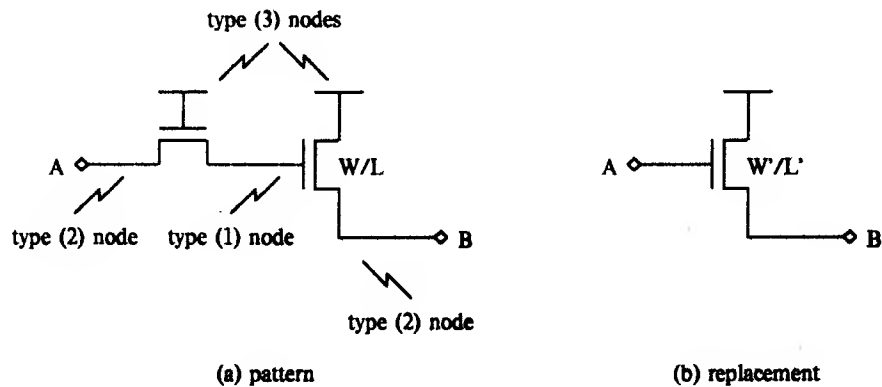 type (3) nodes
A
W/L
type (2) node
type (1) node
B
type (2) node
(a) pattern
A
W'/L'
B
(b) replacement